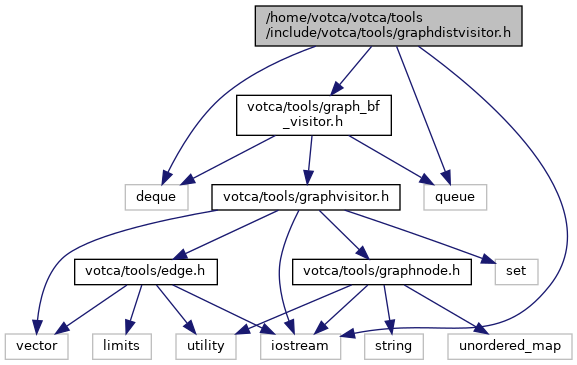 /home/votca/votca/tools
/include/votca/tools/graphdistvisitor.h
votca/tools/graph_bf
_visitor.h
deque
votca/tools/graphvisitor.h
queue
votca/tools/edge.h
votca/tools/graphnode.h
set
vector
limits
utility
iostream
string
unordered_map